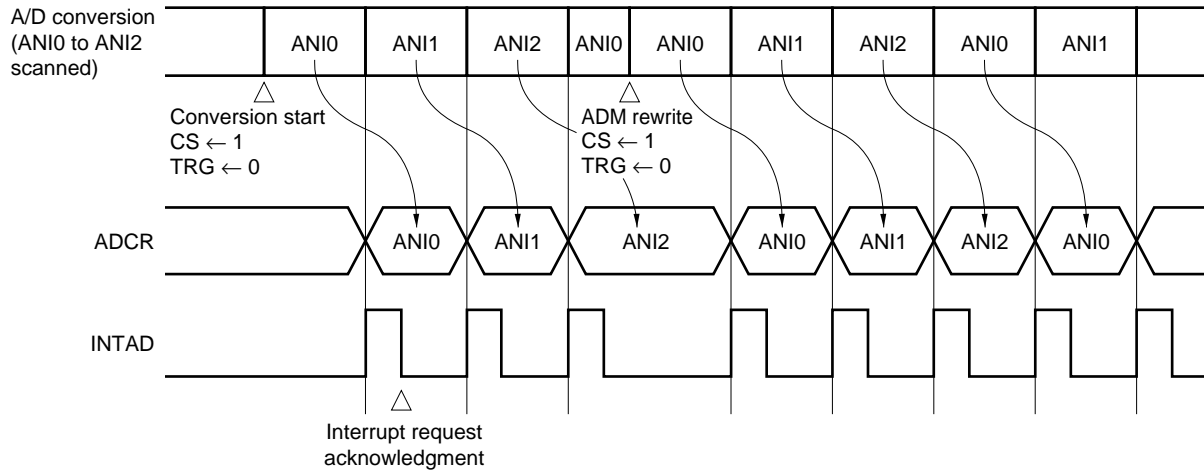 A/D conversion
(ANI0 to ANI2
scanned)
ANI0 ANI1 ANI2 ANI0 ANI0 ANI1 ANI2 ANI0 ANI1
Conversion start
CS ← 1
TRG ← 0
ADM rewrite
CS ← 1
TRG ← 0
ADCR
ANI0 ANI1 ANI2 ANI0 ANI1 ANI2 ANI0
INTAD
Interrupt request
acknowledgment